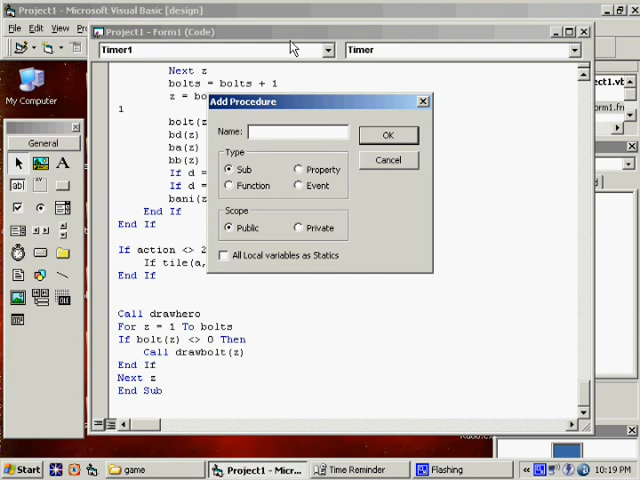 Project1 - Microsoft Visual Basic [design]
File Edit View
Project1 - Form1 (Code)
Timer1
Timer
My Computer
General
Next z
bolts = bolts + 1
z = bo
1
bolt(z
bd(z)
ba(z)
bb(z)
If d =
If d =
bani(z
End If
End If
If action <> 2
If tile(a,
End If
Call drawhero
For z = 1 To bolts
If bolt(z) <> 0 Then
Call drawbolt(z)
End If
Next z
End Sub
Add Procedure
Name:
OK
Cancel
Type
Sub
Property
Function
Event
Scope
Public
Private
All Local variables as Statics
ject1.vb
Start
game
Project1 - Micr...
Time Reminder
Flashing
10:19 PM